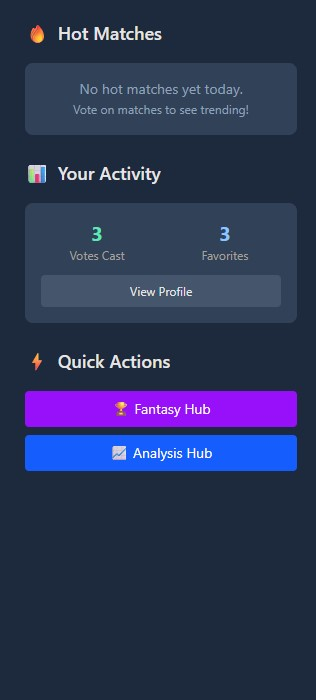 Hot Matches
No hot matches yet today.
Vote on matches to see trending!
Your Activity
3
Votes Cast
3
Favorites
View Profile
Quick Actions
Fantasy Hub
Analysis Hub